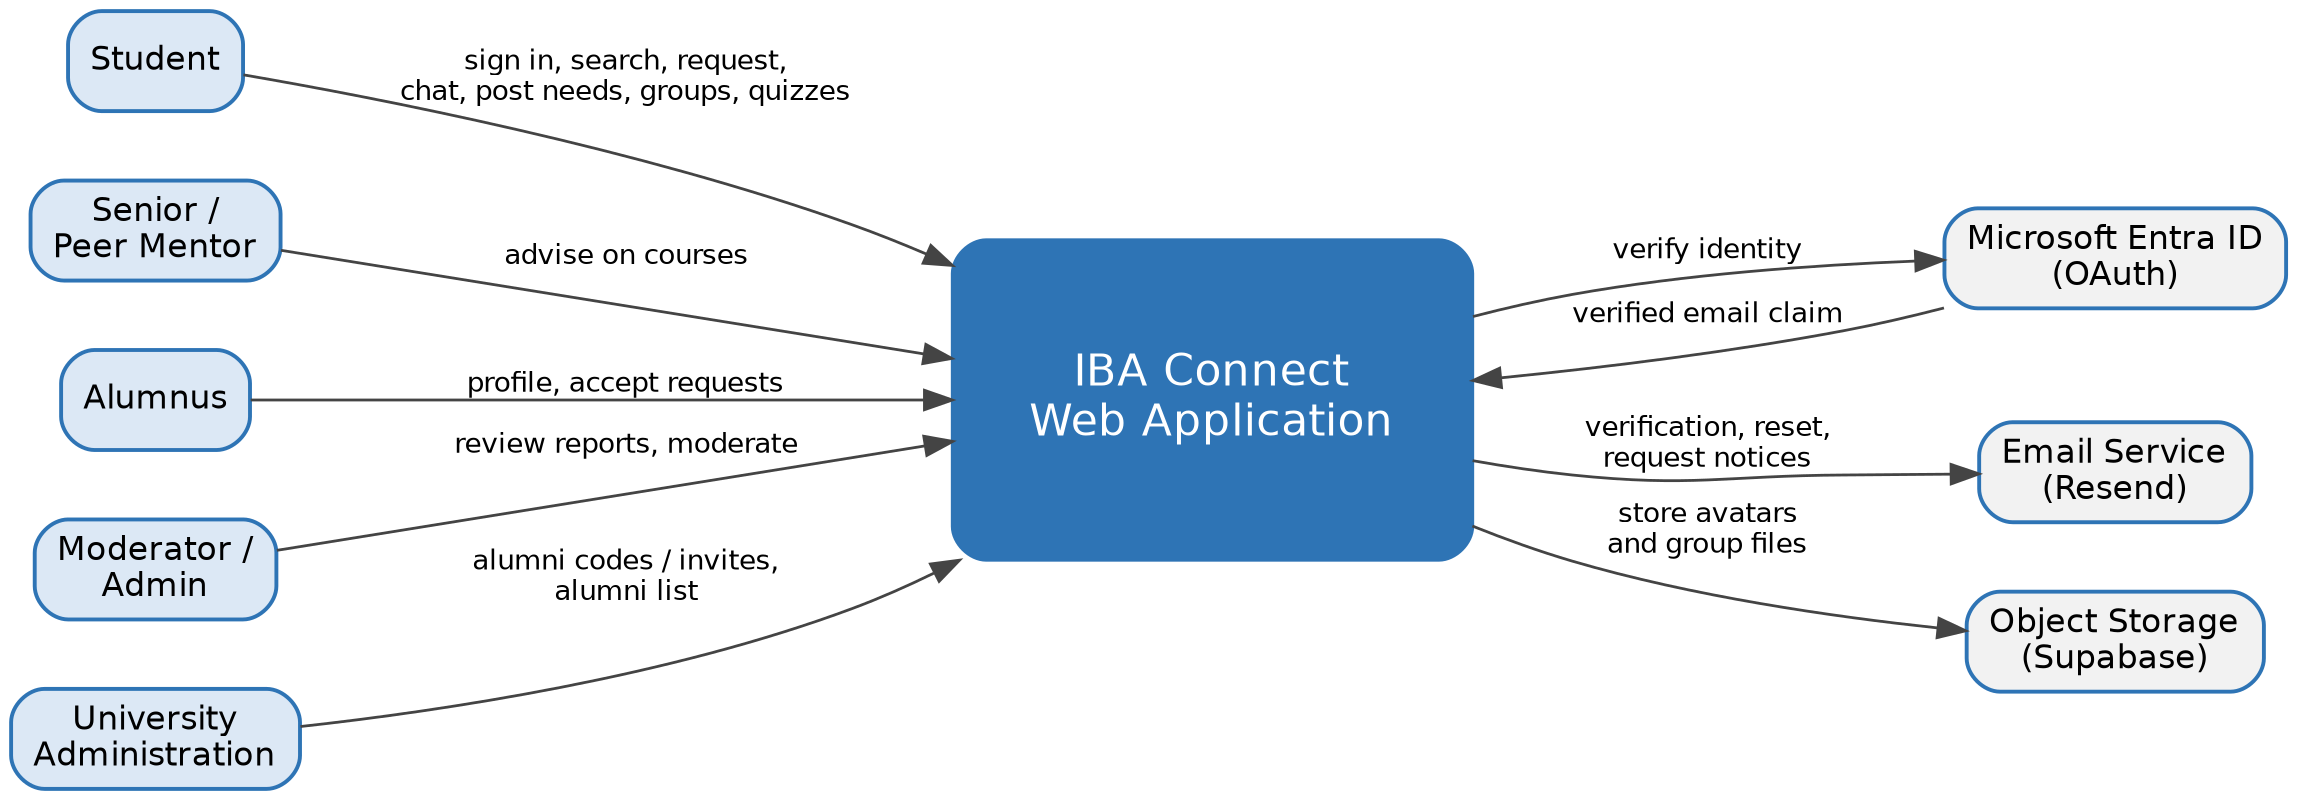 Student
sign in, search, request,
chat, post needs, groups, quizzes
Senior /
Peer Mentor
advise on courses
Alumnus
profile, accept requests
review reports, moderate
Moderator /
Admin
alumni codes / invites,
alumni list
University
Administration
IBA Connect
Web Application
verify identity
Microsoft Entra ID
(OAuth)
verified email claim
verification, reset,
request notices
Email Service
(Resend)
store avatars
and group files
Object Storage
(Supabase)